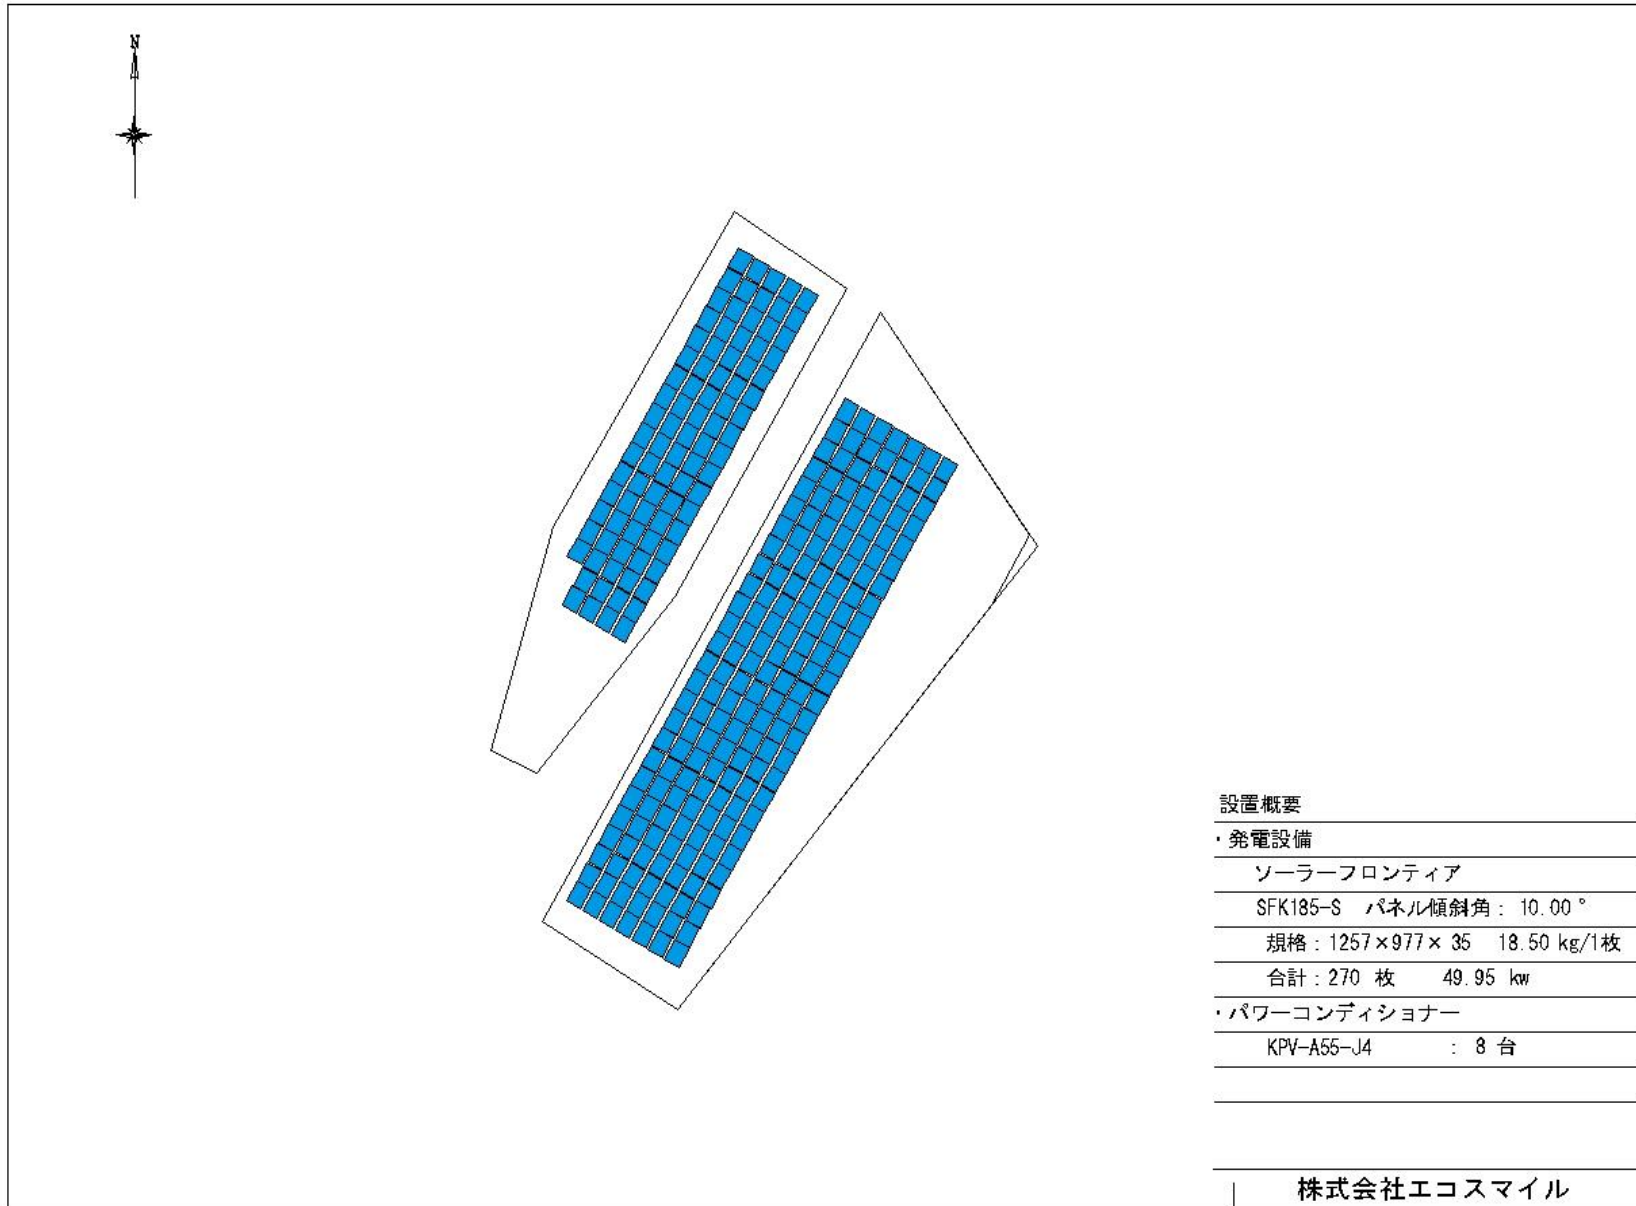 N
設置概要
・発電設備
ソーラーフロンティア
SFK185-S パネル傾斜角: 10.00°
規格:1257×977× 35 18.50 kg/1枚
合計:270 枚 49.95 kw
・パワーコンディショナー
KPV-A55-J4 : 8 台
株式会社エコスマイル